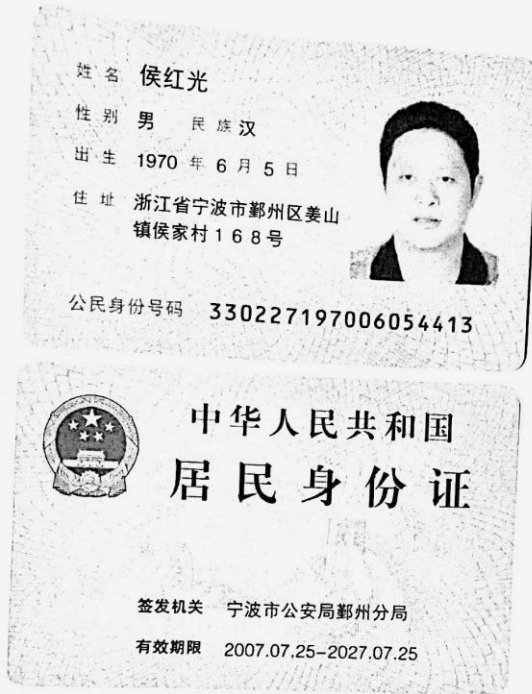 姓名 侯红光
性别 男 民族 汉
出生 1970 年 6 月 5 日
住址 浙江省宁波市鄞州区姜山
镇侯家村168号
公民身份号码 330227197006054413
中华人民共和国
居民身份证
签发机关 宁波市公安局鄞州分局
有效期限 2007.07.25-2027.07.25